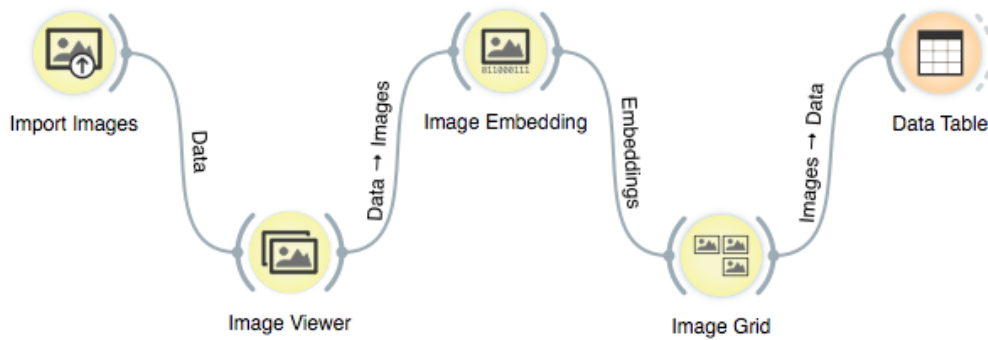 Import Images
Data
Image Viewer
Data → Images
011000111
Image Embedding
Embeddings
Image Grid
Images → Data
Data Table